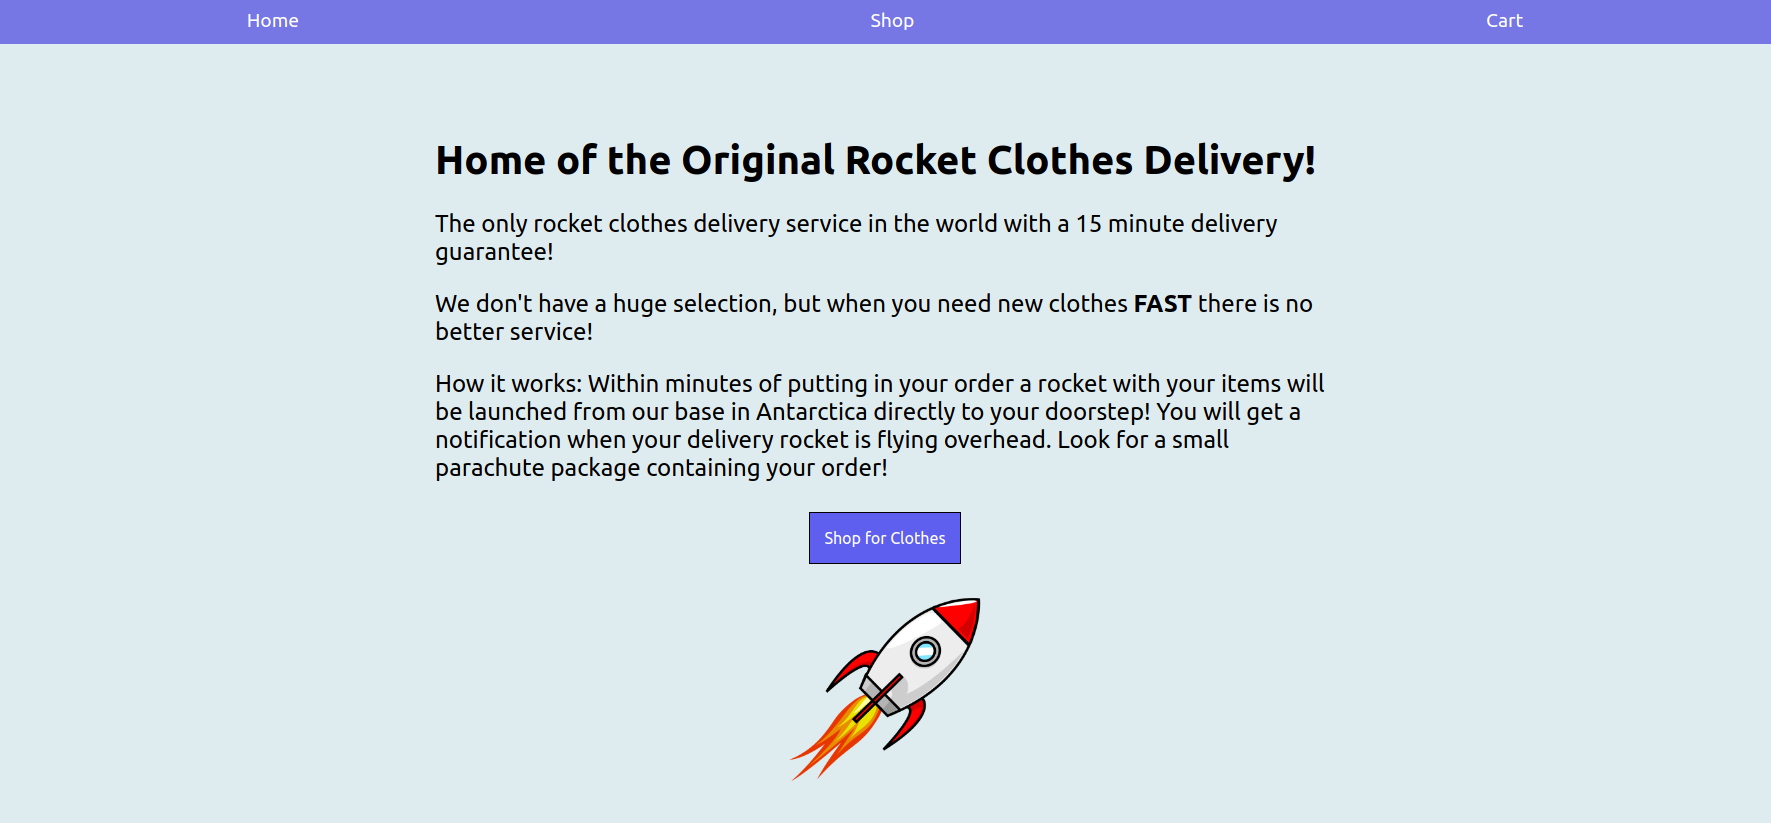 Home Shop Cart
Home of the Original Rocket Clothes Delivery!
The only rocket clothes delivery service in the world with a 15 minute delivery
guarantee!
We don't have a huge selection, but when you need new clothes FAST there is no
better service!
How it works: Within minutes of putting in your order a rocket with your items will
be launched from our base in Antarctica directly to your doorstep! You will get a
notification when your delivery rocket is flying overhead. Look for a small
parachute package containing your order!
Shop for Clothes